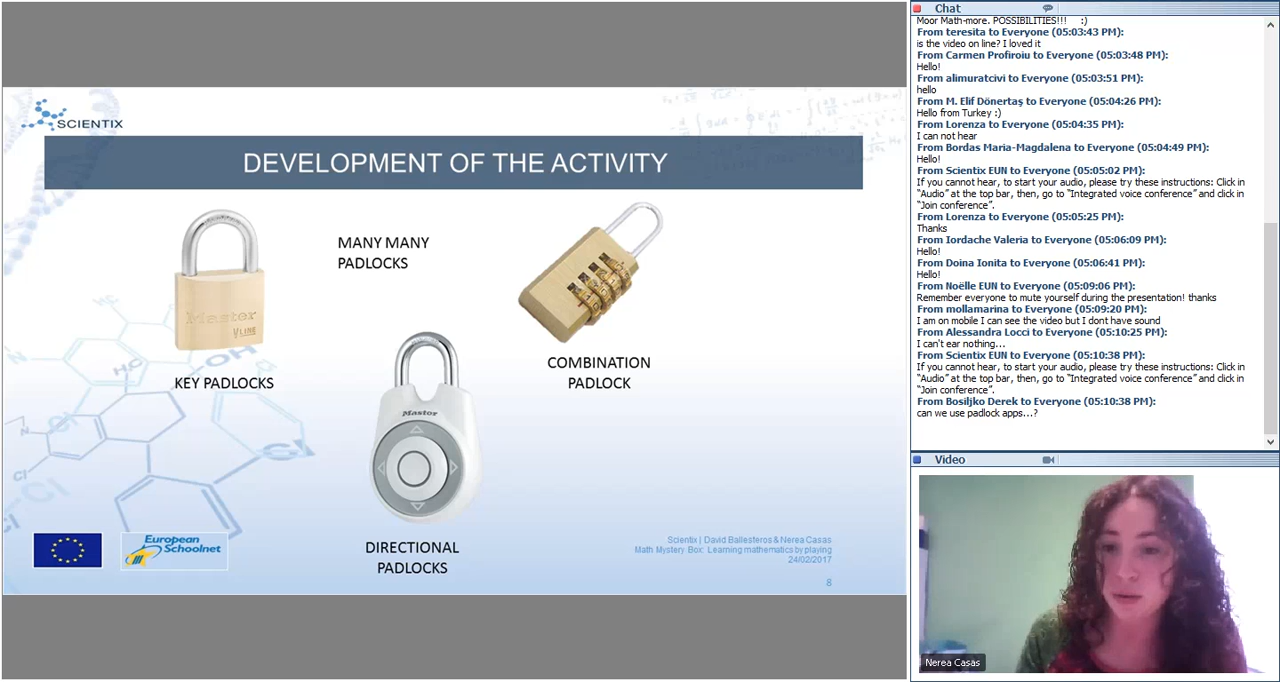 SCIENTIX
DEVELOPMENT OF THE ACTIVITY
MANY MANY
PADLOCKS
Master
V LINE
KEY PADLOCKS
COMBINATION
PADLOCK
Master
DIRECTIONAL
PADLOCKS
European
Schoolnet
Scientix | David Ballesteros & Nerea Casas
Math Mystery Box: Learning mathematics by playing
24/02/2017
8
Chat
Moor Math-more. POSSIBILITIES!!! :)
From teresita to Everyone (05:03:43 PM):
is the video on line? I loved it
From Carmen Profiroiu to Everyone (05:03:48 PM):
Hello!
From alimuratcivi to Everyone (05:03:51 PM):
hello
From M. Elif Dönertaş to Everyone (05:04:26 PM):
Hello from Turkey :)
From Lorenza to Everyone (05:04:35 PM):
I can not hear
From Bordas Maria-Magdalena to Everyone (05:04:49 PM):
Hello!
From Scientix EUN to Everyone (05:05:02 PM):
If you cannot hear, to start your audio, please try these instructions: Click in
"Audio" at the top bar, then, go to "Integrated voice conference" and click in
"Join conference".
From Lorenza to Everyone (05:05:25 PM):
Thanks
From Iordache Valeria to Everyone (05:06:09 PM):
Hello!
From Doina Ionita to Everyone (05:06:41 PM):
Hello!
From Noëlle EUN to Everyone (05:09:06 PM):
Remember everyone to mute yourself during the presentation! thanks
From mollamarina to Everyone (05:09:20 PM):
I am on mobile I can see the video but I dont have sound
From Alessandra Locci to Everyone (05:10:25 PM):
I can't ear nothing...
From Scientix EUN to Everyone (05:10:38 PM):
If you cannot hear, to start your audio, please try these instructions: Click in
"Audio" at the top bar, then, go to "Integrated voice conference" and click in
"Join conference".
From Bosiljko Derek to Everyone (05:10:38 PM):
can we use padlock apps...?
Video
Nerea Casas